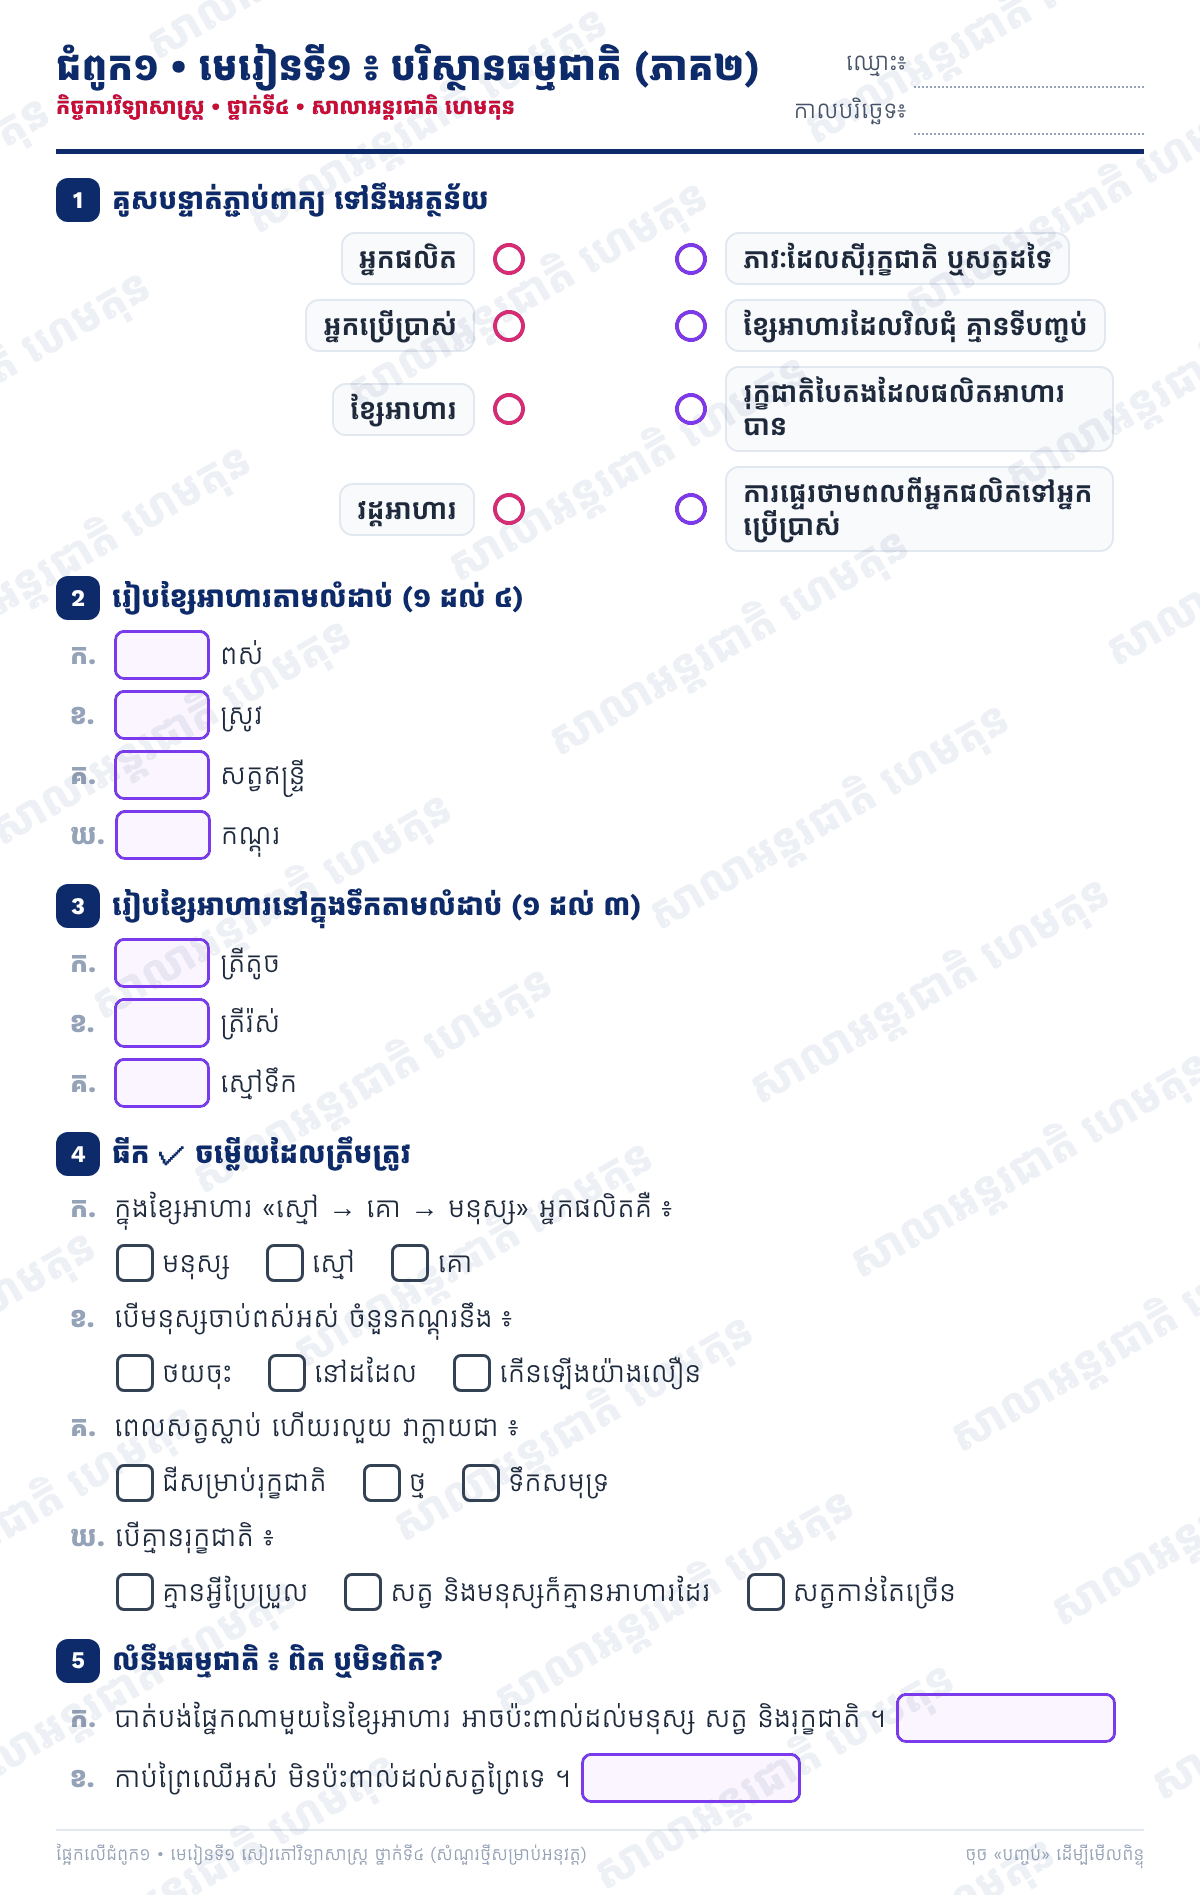 ជំពូក១ • មេរៀនទី១ ៖ បរិស្ថានធម្មជាតិ (ភាគ២)
ឈ្មោះ៖
កិច្ចការវិទ្យាសាស្ត្រ • ថ្នាក់ទី៤ • សាលាអន្តរជាតិ ហេមតុន
កាលបរិច្ឆេទ៖
1 គូសបន្ទាត់ភ្ជាប់ពាក្យ ទៅនឹងអត្ថន័យ
អ្នកផលិត
ភាវៈដែលស៊ីរុក្ខជាតិ ឬសត្វដទៃ
អ្នកប្រើប្រាស់
ខ្សែអាហារដែលវិលជុំ គ្មានទីបញ្ចប់
ខ្សែអាហារ
រុក្ខជាតិបៃតងដែលផលិតអាហារ
បាន
វដ្តអាហារ
ការផ្ទេរថាមពលពីអ្នកផលិតទៅអ្នក
ប្រើប្រាស់
2 រៀបខ្សែអាហារតាមលំដាប់ (១ ដល់ ៤)
ក. ពស់
ខ. ស្រូវ
គ. សត្វឥន្ទ្រី
ឃ. កណ្ដុរ
3 រៀបខ្សែអាហារនៅក្នុងទឹកតាមលំដាប់ (១ ដល់ ៣)
ក. ត្រីតូច
ខ. ត្រីរ៉ស់
គ. ស្មៅទឹក
4 ធីក ✓ ចម្លើយដែលត្រឹមត្រូវ
ក. ក្នុងខ្សែអាហារ «ស្មៅ → គោ → មនុស្ស» អ្នកផលិតគឺ ៖
មនុស្ស ស្មៅ គោ
ខ. បើមនុស្សចាប់ពស់អស់ ចំនួនកណ្ដុរនឹង ៖
ថយចុះ នៅដដែល កើនឡើងយ៉ាងលឿន
គ. ពេលសត្វស្លាប់ ហើយរលួយ វាក្លាយជា ៖
ជីសម្រាប់រុក្ខជាតិ ថ្ម ទឹកសមុទ្រ
ឃ. បើគ្មានរុក្ខជាតិ ៖
គ្មានអ្វីប្រែប្រួល សត្វ និងមនុស្សក៏គ្មានអាហារដែរ សត្វកាន់តែច្រើន
5 លំនឹងធម្មជាតិ ៖ ពិត ឬមិនពិត?
ក. បាត់បង់ផ្នែកណាមួយនៃខ្សែអាហារ អាចប៉ះពាល់ដល់មនុស្ស សត្វ និងរុក្ខជាតិ ។
ខ. កាប់ព្រៃឈើអស់ មិនប៉ះពាល់ដល់សត្វព្រៃទេ ។
ផ្អែកលើជំពូក១ • មេរៀនទី១ សៀវភៅវិទ្យាសាស្ត្រ ថ្នាក់ទី៤ (សំណួរថ្មីសម្រាប់អនុវត្ត)
ចុច «បញ្ចប់» ដើម្បីមើលពិន្ទុ